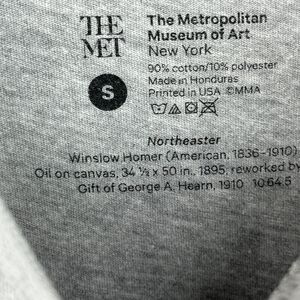 THE
MET
The Metropolitan
Museum of Art
New York
S
90% cotton/10% polyester
Made in Honduras
Printed in USA ©MMA
Northeaster
Winslow Homer (American, 1836–1910)
Oil on canvas, 34 ½ x 50 in., 1895, reworked by
Gift of George A. Hearn, 1910 10.64.5